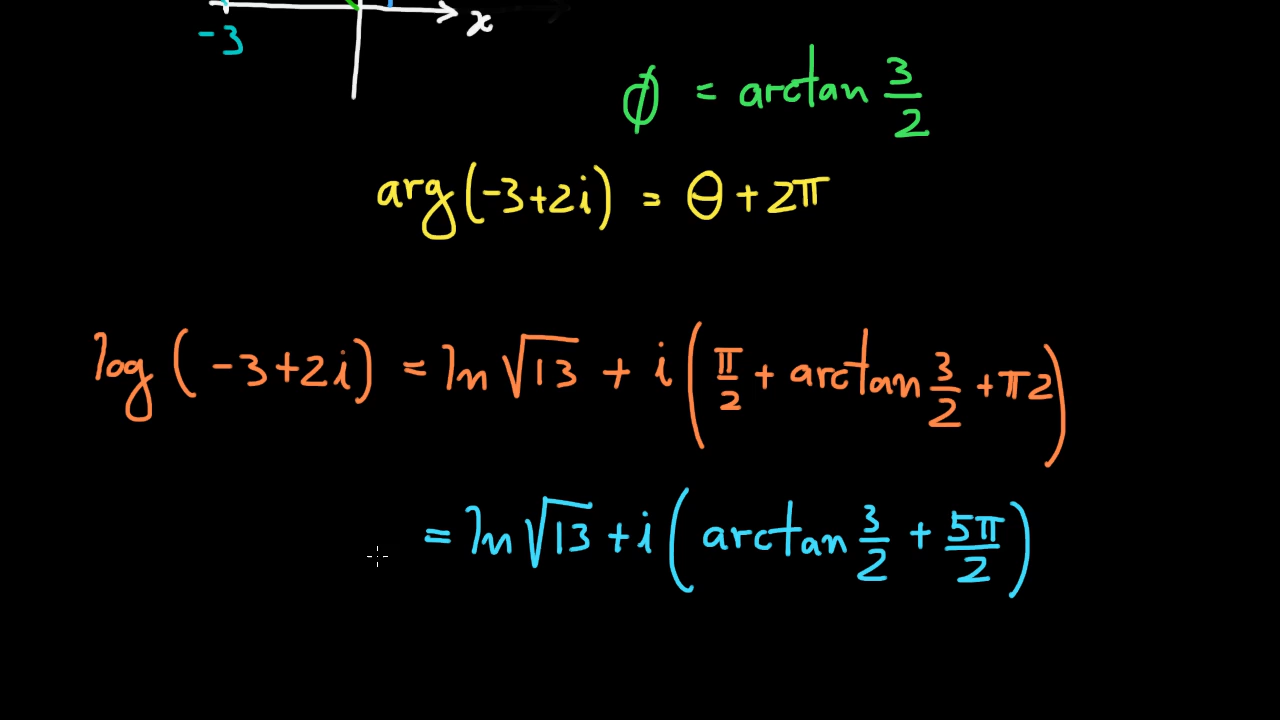 x
-3
φ = arctan 3/2
arg(-3+2i) = θ + 2π
log(-3+2i) = ln √13 + i(π/2 + arctan 3/2 + π2)
= ln √13 + i(arctan 3/2 + 5π/2)